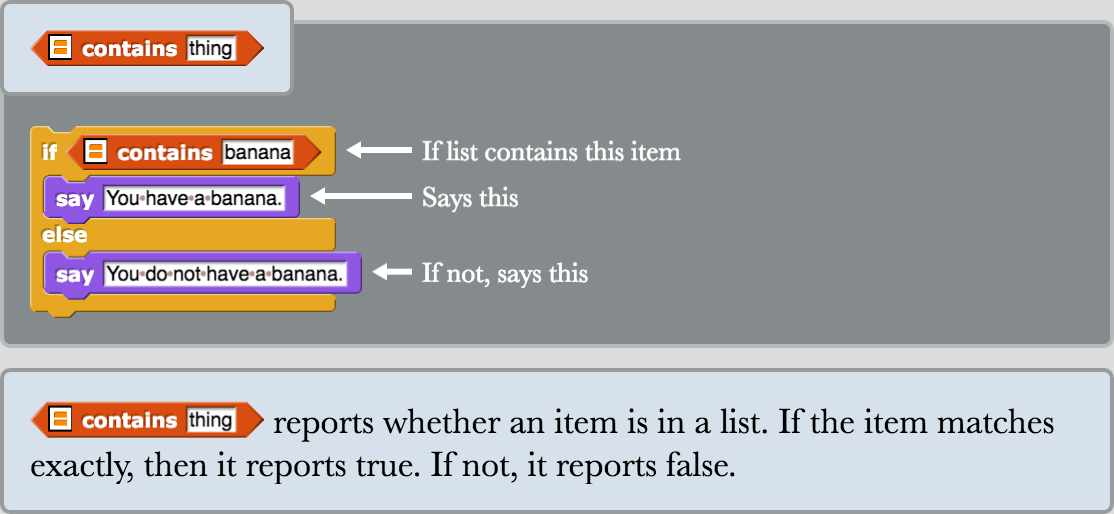 contains thing
if contains banana
If list contains this item
say You have a banana.
Says this
else
say You do not have a banana.
If not, says this
contains thing reports whether an item is in a list. If the item matches
exactly, then it reports true. If not, it reports false.